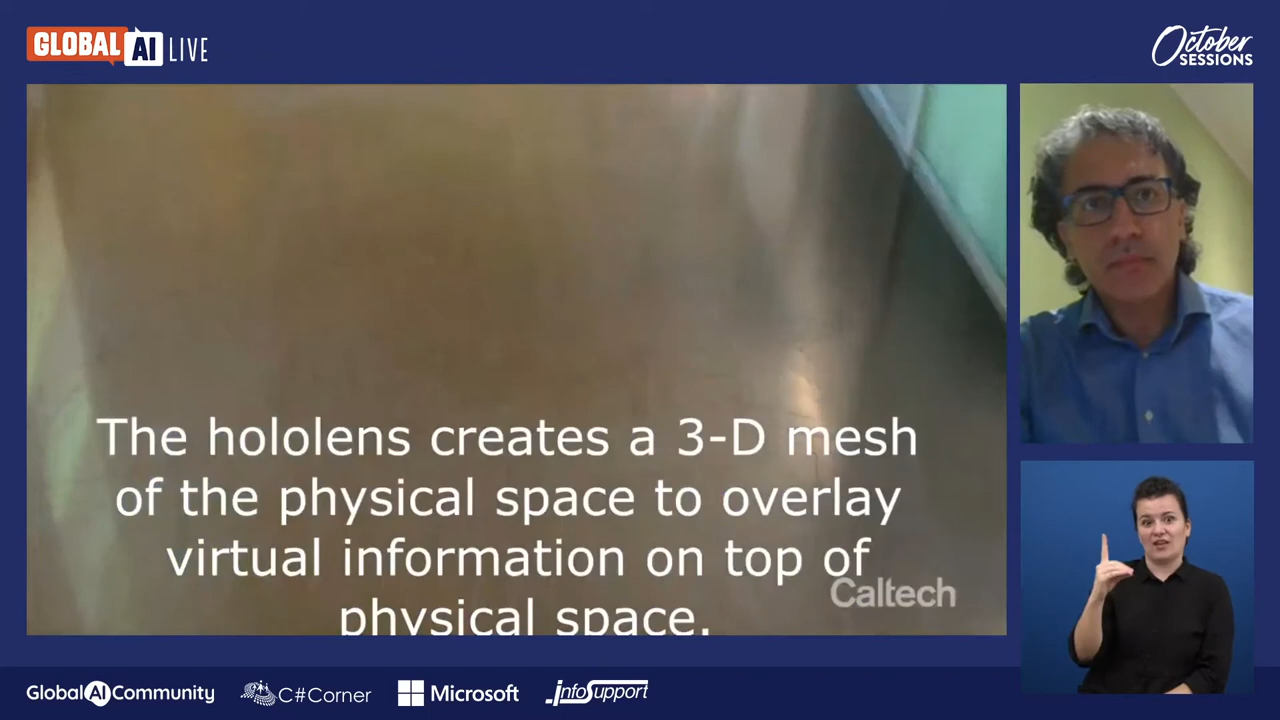 GLOBAL AI LIVE
October
SESSIONS
The hololens creates a 3-D mesh
of the physical space to overlay
virtual information on top of
physical space.
Caltech
Global AI Community
C#Corner
Microsoft
infoSupport